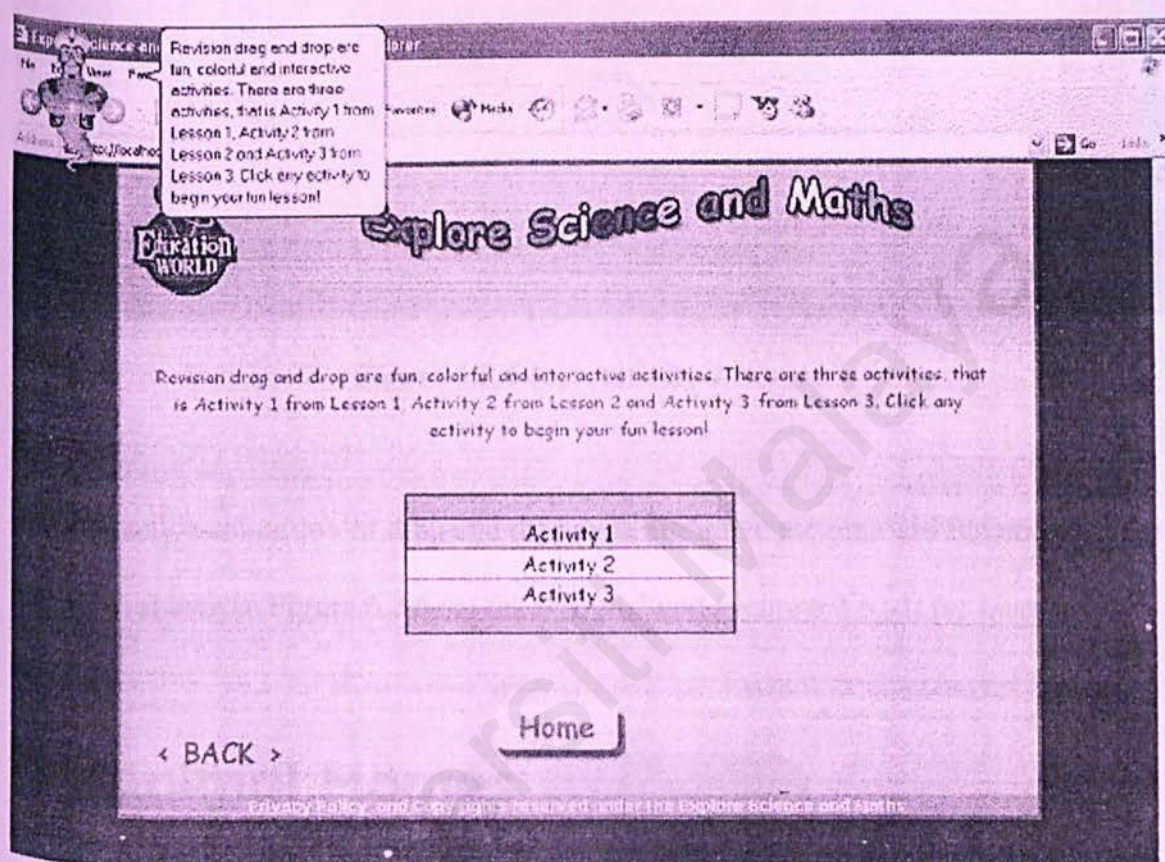 Revision drag and drop are
fun, colorful and interactive
activities. There are three
activities, that is Activity 1 from
Lesson 1, Activity 2 from
Lesson 2 and Activity 3 from
Lesson 3. Click any activity to
begin your fun lesson!
View
Favorites Media
Address
Go Links
Education
WORLD
Explore Science and Maths
Revision drag and drop are fun, colorful and interactive activities. There are three activities, that
is Activity 1 from Lesson 1, Activity 2 from Lesson 2 and Activity 3 from Lesson 3. Click any
activity to begin your fun lesson!
Activity 1
Activity 2
Activity 3
Home
< BACK >
Privacy Policy and Copy rights reserved under the Explore Science and Maths